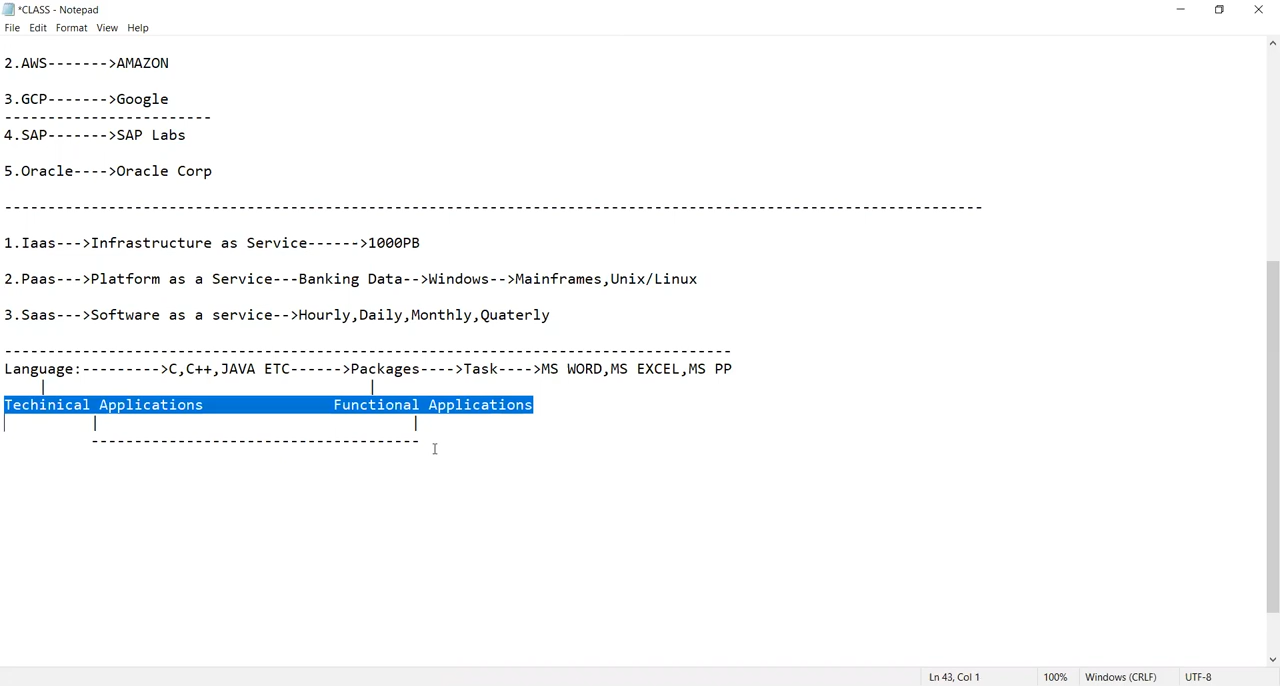 *CLASS - Notepad
File Edit Format View Help
2.AWS------->AMAZON
3.GCP------->Google
------------------------
4.SAP------->SAP Labs
5.Oracle---->Oracle Corp
-----------------------------------------------------------------------------------------------------------------
1.Iaas--->Infrastructure as Service------>1000PB
2.Paas--->Platform as a Service---Banking Data-->Windows-->Mainframes,Unix/Linux
3.Saas--->Software as a service-->Hourly,Daily,Monthly,Quaterly
------------------------------------------------------------------------------------
Language:--------->C,C++,JAVA ETC------>Packages---->Task---->MS WORD,MS EXCEL,MS PP
| |
Techinical Applications Functional Applications
| |
--------------------------------------
Ln 43, Col 1 100% Windows (CRLF) UTF-8